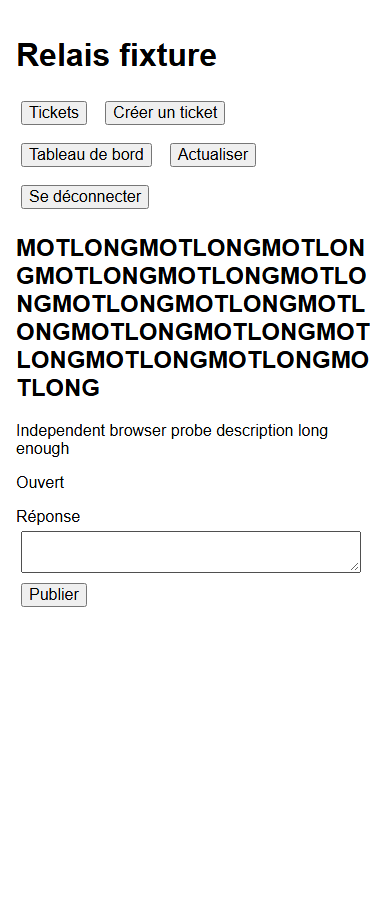 Relais fixture
Tickets Créer un ticket
Tableau de bord Actualiser
Se déconnecter
MOTLONGMOTLONGMOTLON
GMOTLONGMOTLONGMOTLO
NGMOTLONGMOTLONGMOTL
ONGMOTLONGMOTLONGMOT
LONGMOTLONGMOTLONGMO
TLONG
Independent browser probe description long
enough
Ouvert
Réponse
Publier